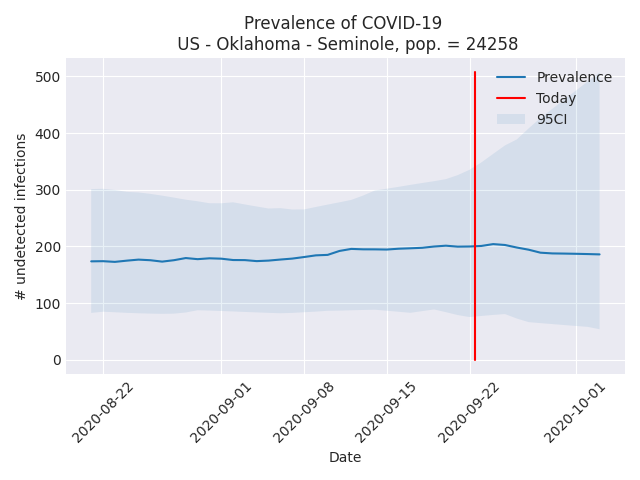 Prevalence of COVID-19
US - Oklahoma - Seminole, pop. = 24258
Prevalence
Today
95CI
# undetected infections
500
400
300
200
100
0
2020-08-22
2020-09-01
2020-09-08
2020-09-15
2020-09-22
2020-10-01
Date